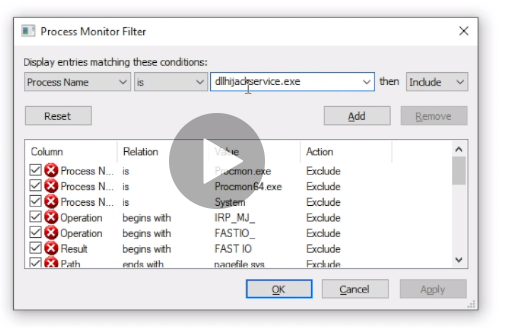 Process Monitor Filter
Display entries matching these conditions:
Process Name is dllhijackservice.exe then Include
Reset Add Remove
Column Relation Value Action
Process N... is Procmon.exe Exclude
Process N... is Procmon64.exe Exclude
Process N... is System Exclude
Operation begins with IRP_MJ_ Exclude
Operation begins with FASTIO_ Exclude
Result begins with FAST IO Exclude
Path ends with pagefile.sys Exclude
OK Cancel Apply